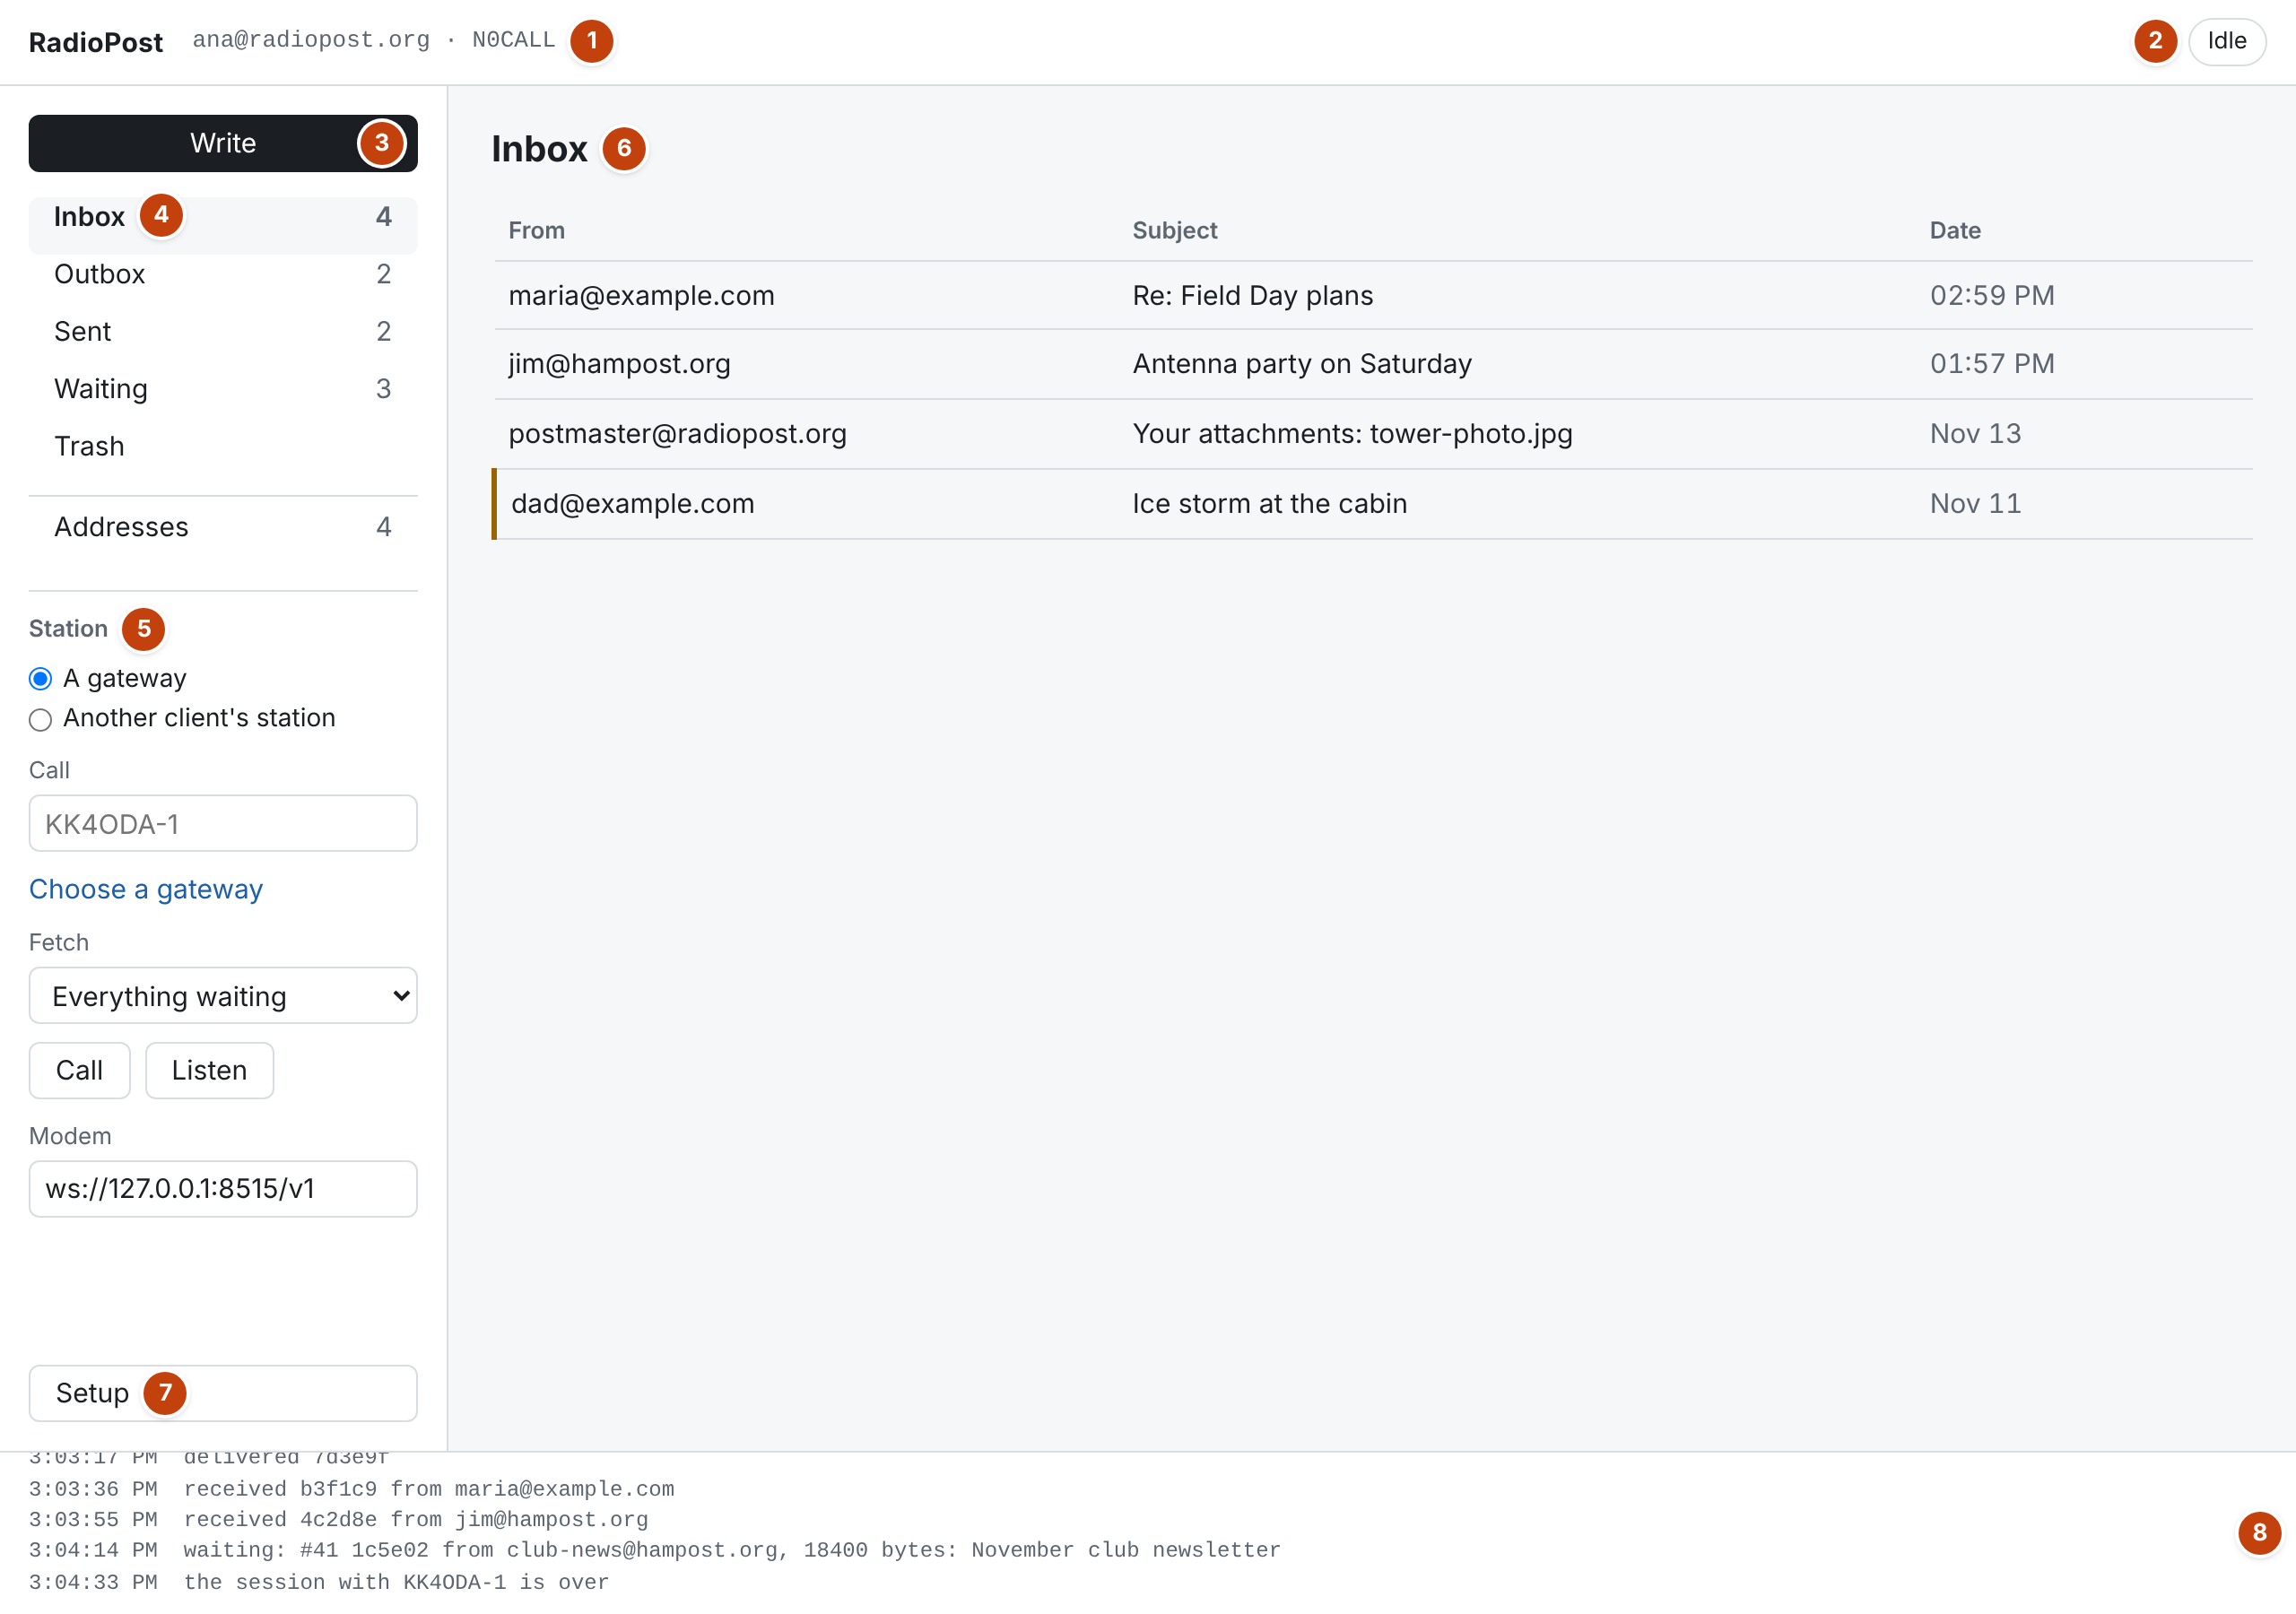 RadioPost ana@radiopost.org · N0CALL 1 2 Idle
Write 3
Inbox 4 4
Outbox 2
Sent 2
Waiting 3
Trash
Addresses 4
Station 5
A gateway
Another client's station
Call
KK4ODA-1
Choose a gateway
Fetch
Everything waiting
Call Listen
Modem
ws://127.0.0.1:8515/v1
Setup 7
Inbox 6
From Subject Date
maria@example.com Re: Field Day plans 02:59 PM
jim@hampost.org Antenna party on Saturday 01:57 PM
postmaster@radiopost.org Your attachments: tower-photo.jpg Nov 13
dad@example.com Ice storm at the cabin Nov 11
3:03:17 PM delivered 7d3e9f
3:03:36 PM received b3f1c9 from maria@example.com
3:03:55 PM received 4c2d8e from jim@hampost.org
3:04:14 PM waiting: #41 1c5e02 from club-news@hampost.org, 18400 bytes: November club newsletter
3:04:33 PM the session with KK4ODA-1 is over
8